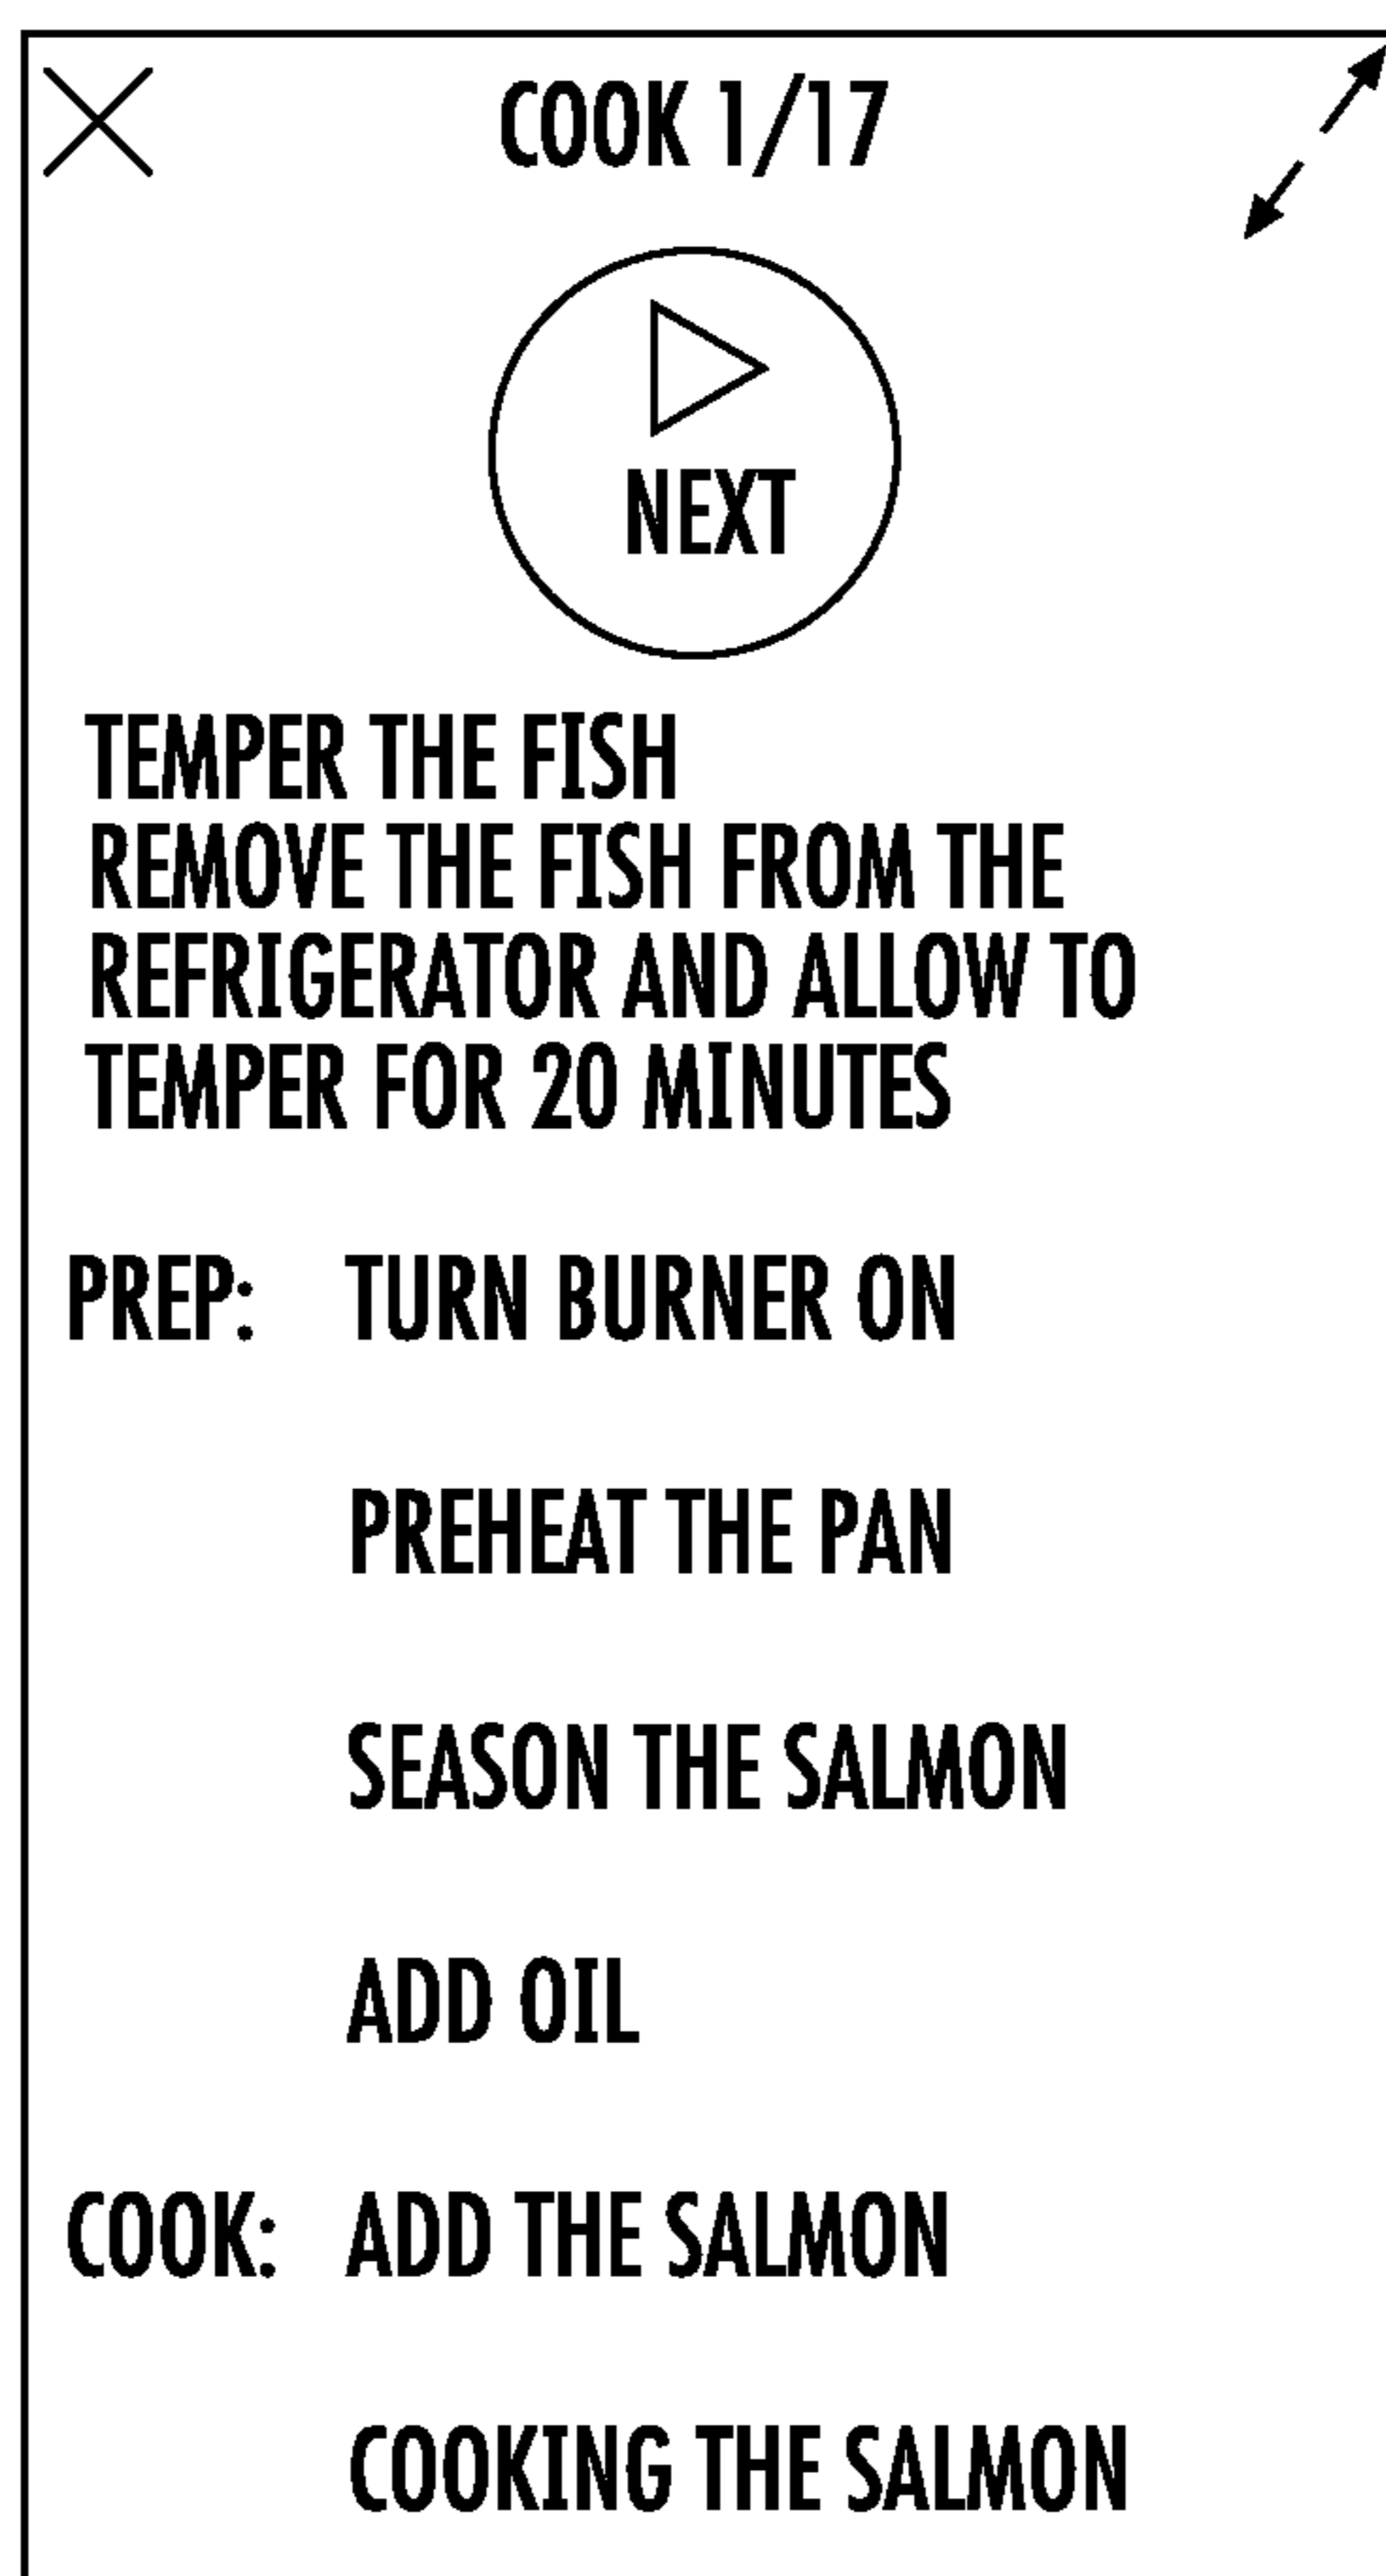 COOK 1/17
NEXT
TEMPER THE FISH
REMOVE THE FISH FROM THE
REFRIGERATOR AND ALLOW TO
TEMPER FOR 20 MINUTES
PREP: TURN BURNER ON
PREHEAT THE PAN
SEASON THE SALMON
ADD OIL
COOK: ADD THE SALMON
COOKING THE SALMON